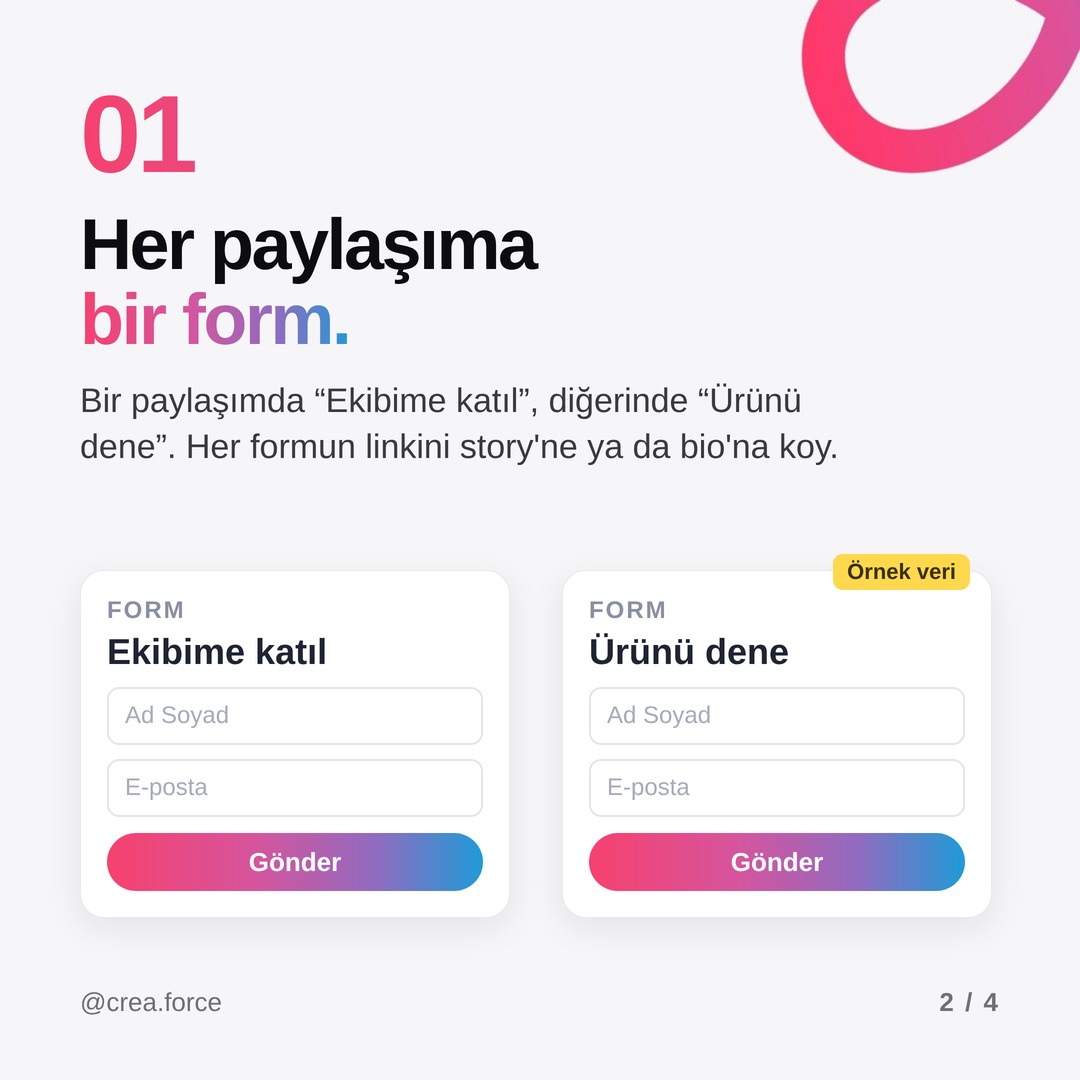 01
Her paylaşıma
bir form.
Bir paylaşımda “Ekibime katıl”, diğerinde “Ürünü
dene”. Her formun linkini story'ne ya da bio'na koy.
FORM
Ekibime katıl
Ad Soyad
E-posta
Gönder
Örnek veri
FORM
Ürünü dene
Ad Soyad
E-posta
Gönder
@crea.force
2 / 4